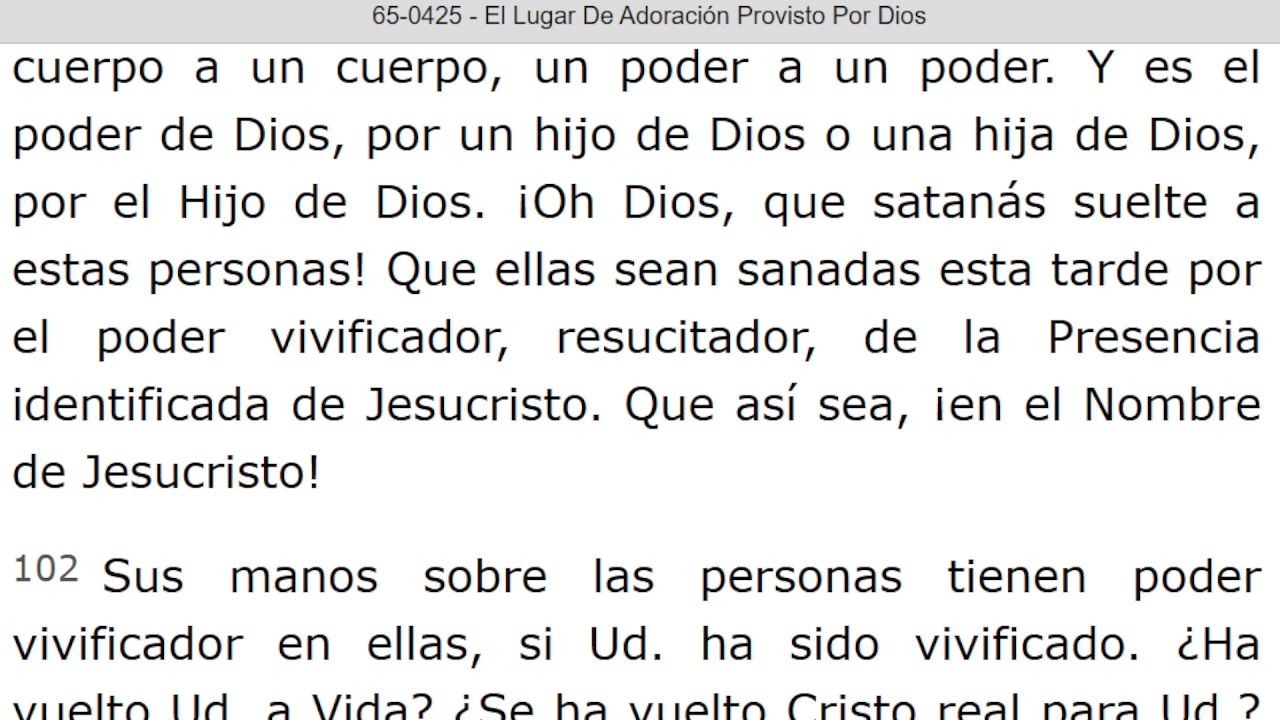 65-0425 - El Lugar De Adoración Provisto Por Dios
cuerpo a un cuerpo, un poder a un poder. Y es el
poder de Dios, por un hijo de Dios o una hija de Dios,
por el Hijo de Dios. ¡Oh Dios, que satanás suelte a
estas personas! Que ellas sean sanadas esta tarde por
el poder vivificador, resucitador, de la Presencia
identificada de Jesucristo. Que así sea, ¡en el Nombre
de Jesucristo!
102 Sus manos sobre las personas tienen poder
vivificador en ellas, si Ud. ha sido vivificado. ¿Ha
vuelto Ud. a Vida? ¿Se ha vuelto Cristo real para Ud.?